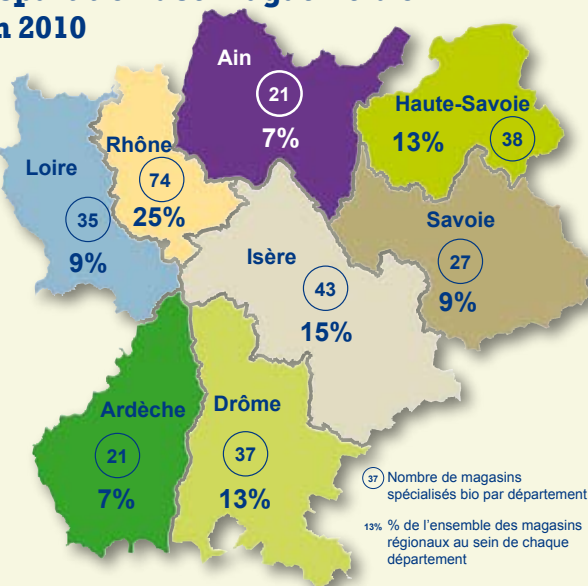 n 2010
Ain
21
7%
Haute-Savoie
13%
38
Rhône
74
25%
Loire
35
9%
Savoie
27
9%
Isère
43
15%
Ardèche
21
7%
Drôme
37
13%
37 Nombre de magasins
spécialisés bio par département
13% % de l'ensemble des magasins
régionaux au sein de chaque
département